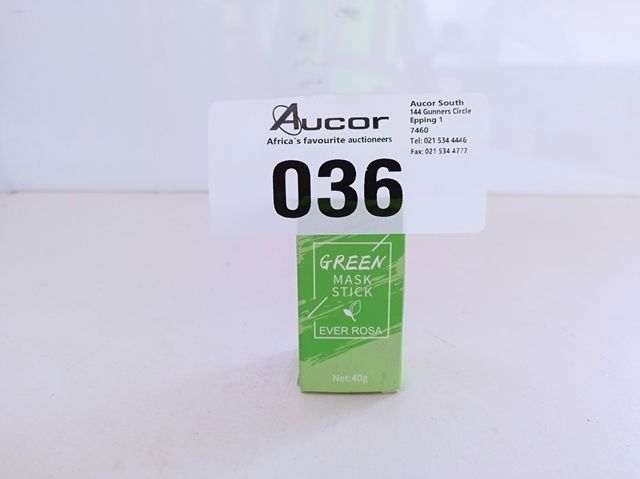 Aucor
Africa's favourite auctioneers
Aucor South
144 Gunners Circle
Epping 1
7460
Tel: 021 534 4446
Fax: 021 534 4777
036
GREEN
MASK
STICK
EVER ROSA
Net:40g